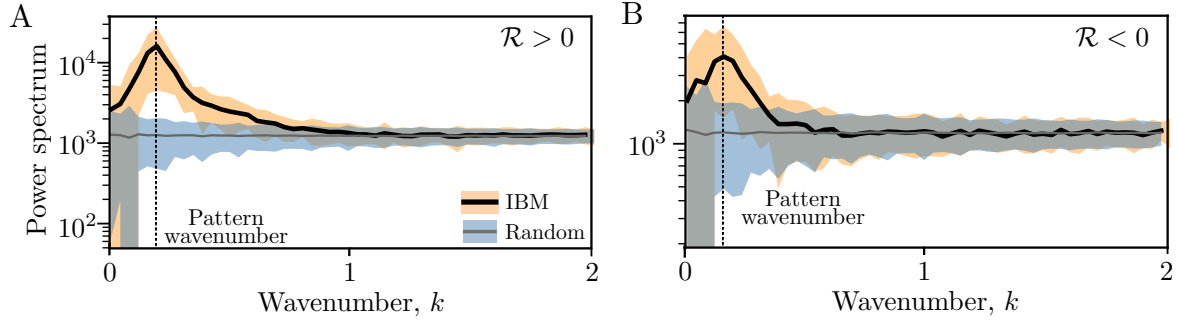 A
B
Power spectrum
10^4
10^3
10^2
ℛ > 0
Pattern
wavenumber
IBM
Random
0
1
2
Wavenumber, k
10^3
ℛ < 0
Pattern
wavenumber
0
1
2
Wavenumber, k